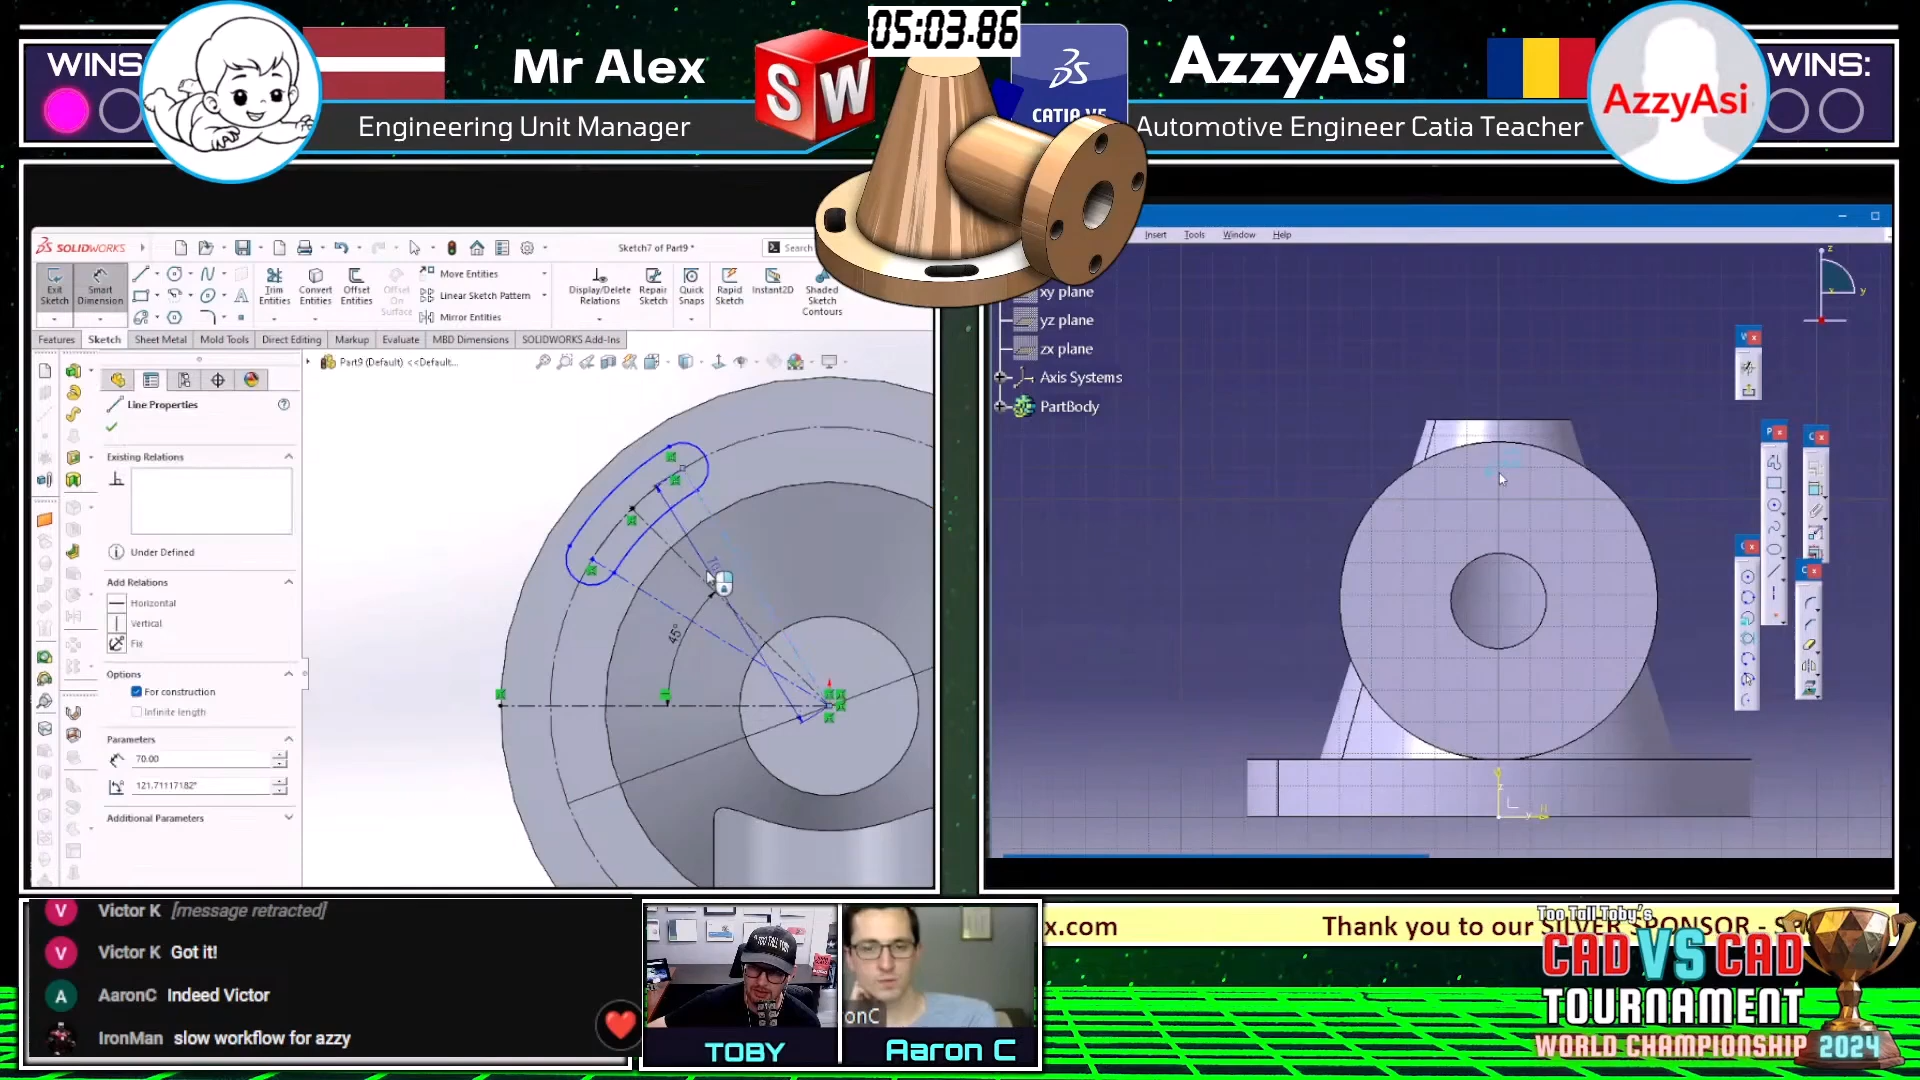 WINS
Mr Alex
Engineering Unit Manager
SW
05:03.86
CATIA V5
AzzyAsi
Automotive Engineer Catia Teacher
AzzyAsi
WINS:
SOLIDWORKS
Sketch7 of Part9 *
Search
Exit Sketch
Smart Dimension
Trim Entities
Convert Entities
Offset Entities
Offset On Surface
Move Entities
Linear Sketch Pattern
Mirror Entities
Display/Delete Relations
Repair Sketch
Quick Snaps
Rapid Sketch
Instant2D
Shaded Sketch Contours
Features
Sketch
Sheet Metal
Mold Tools
Direct Editing
Markup
Evaluate
MBD Dimensions
SOLIDWORKS Add-Ins
Part9 (Default) <<Default...
Line Properties
Existing Relations
Under Defined
Add Relations
Horizontal
Vertical
Fix
Options
For construction
Infinite length
Parameters
70.00
121.71117182°
Additional Parameters
45°
Insert
Tools
Window
Help
xy plane
yz plane
zx plane
Axis Systems
PartBody
z
x
y
Victor K [message retracted]
Victor K Got it!
AaronC Indeed Victor
IronMan slow workflow for azzy
TOBY
onC
Aaron C
x.com
Thank you to our SILVER SPONSOR - S
Too Tall Toby's
CAD VS CAD
TOURNAMENT
WORLD CHAMPIONSHIP 2024